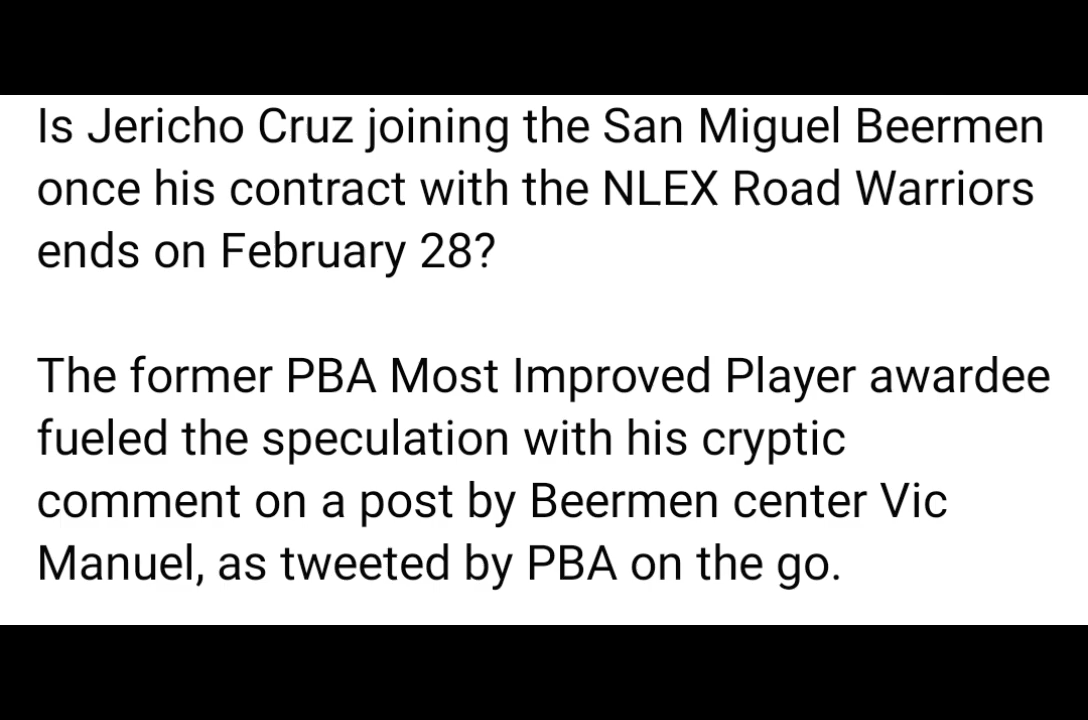 Is Jericho Cruz joining the San Miguel Beermen
once his contract with the NLEX Road Warriors
ends on February 28?
The former PBA Most Improved Player awardee
fueled the speculation with his cryptic
comment on a post by Beermen center Vic
Manuel, as tweeted by PBA on the go.